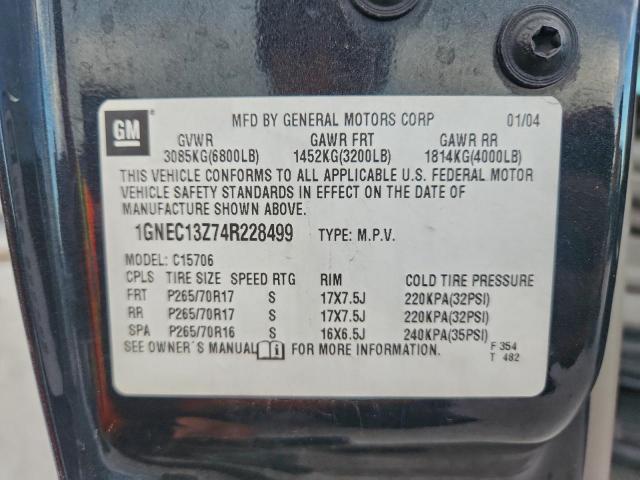 GM
MFD BY GENERAL MOTORS CORP 01/04
GVWR GAWR FRT GAWR RR
3085KG(6800LB) 1452KG(3200LB) 1814KG(4000LB)
THIS VEHICLE CONFORMS TO ALL APPLICABLE U.S. FEDERAL MOTOR
VEHICLE SAFETY STANDARDS IN EFFECT ON THE DATE OF
MANUFACTURE SHOWN ABOVE.
1GNEC13Z74R228499 TYPE: M.P.V.
MODEL: C15706
CPLS TIRE SIZE SPEED RTG RIM COLD TIRE PRESSURE
FRT P265/70R17 S 17X7.5J 220KPA(32PSI)
RR P265/70R17 S 17X7.5J 220KPA(32PSI)
SPA P265/70R16 S 16X6.5J 240KPA(35PSI)
SEE OWNER'S MANUAL FOR MORE INFORMATION. F 354
T 482